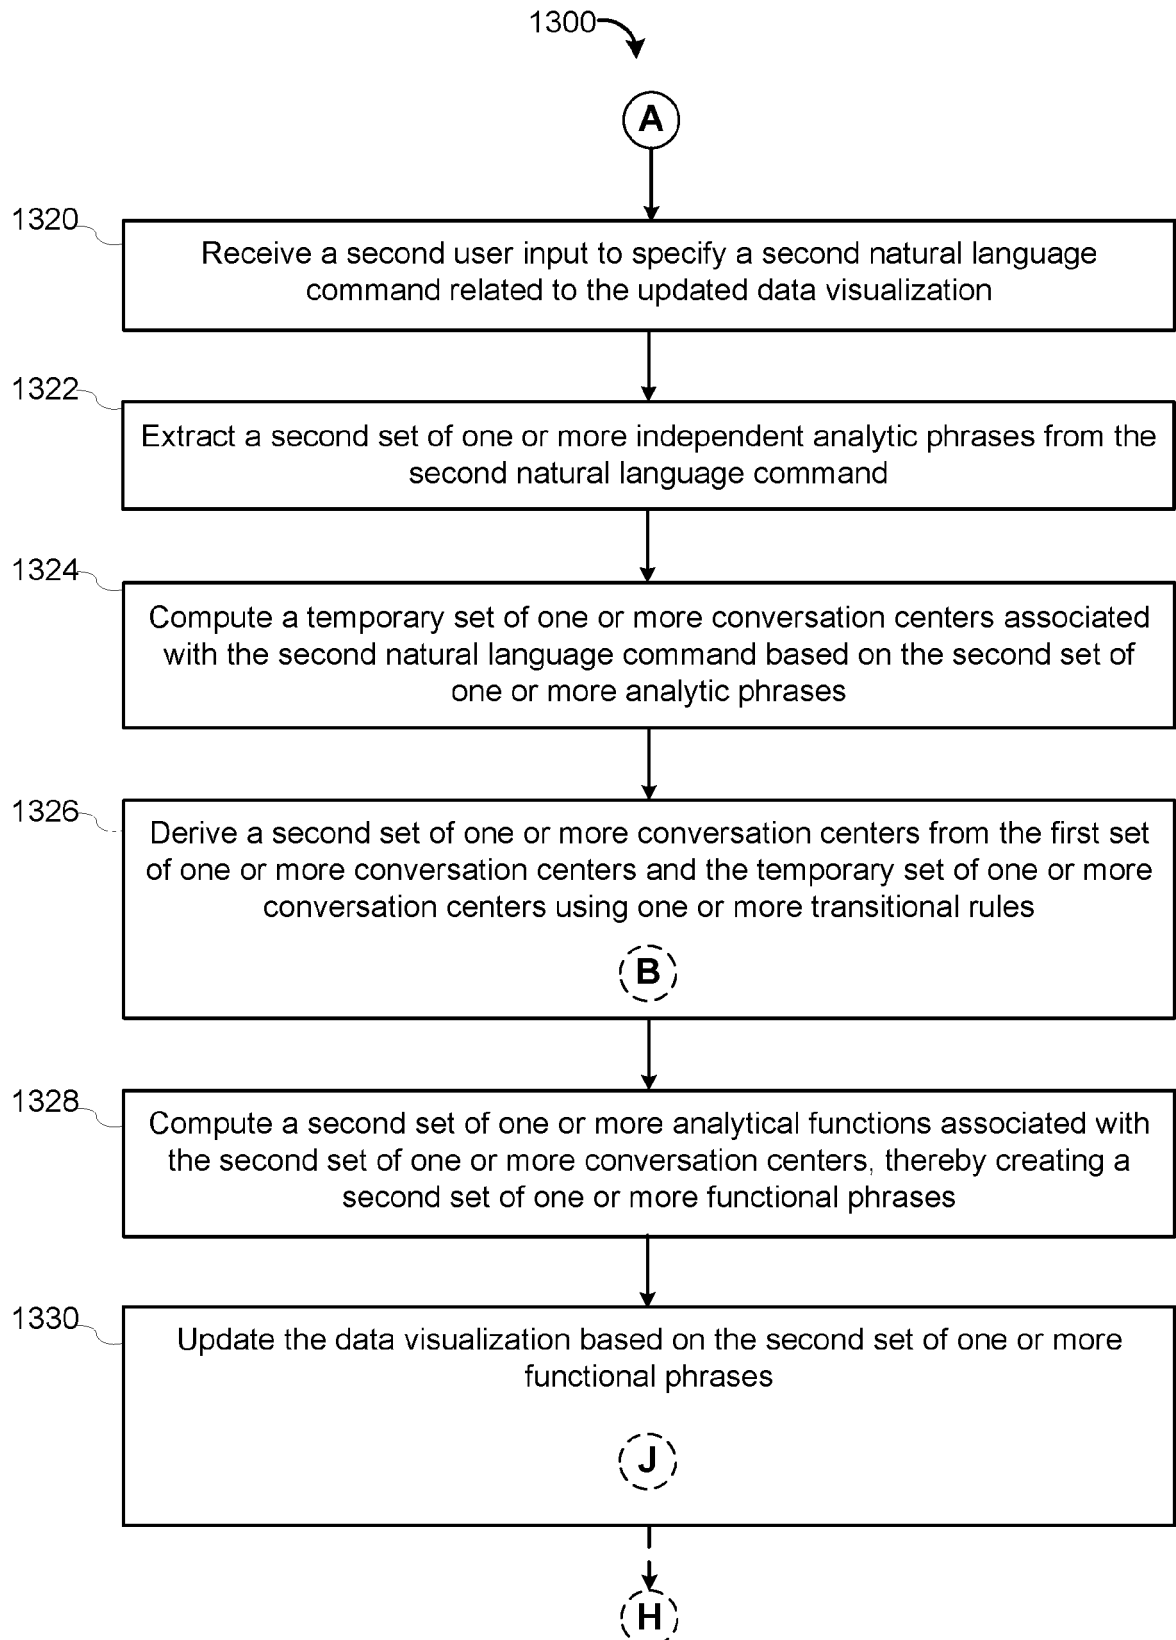 1300
A
1320
Receive a second user input to specify a second natural language
command related to the updated data visualization
1322
Extract a second set of one or more independent analytic phrases from the
second natural language command
1324
Compute a temporary set of one or more conversation centers associated
with the second natural language command based on the second set of
one or more analytic phrases
1326
Derive a second set of one or more conversation centers from the first set
of one or more conversation centers and the temporary set of one or more
conversation centers using one or more transitional rules
B
1328
Compute a second set of one or more analytical functions associated with
the second set of one or more conversation centers, thereby creating a
second set of one or more functional phrases
1330
Update the data visualization based on the second set of one or more
functional phrases
J
H